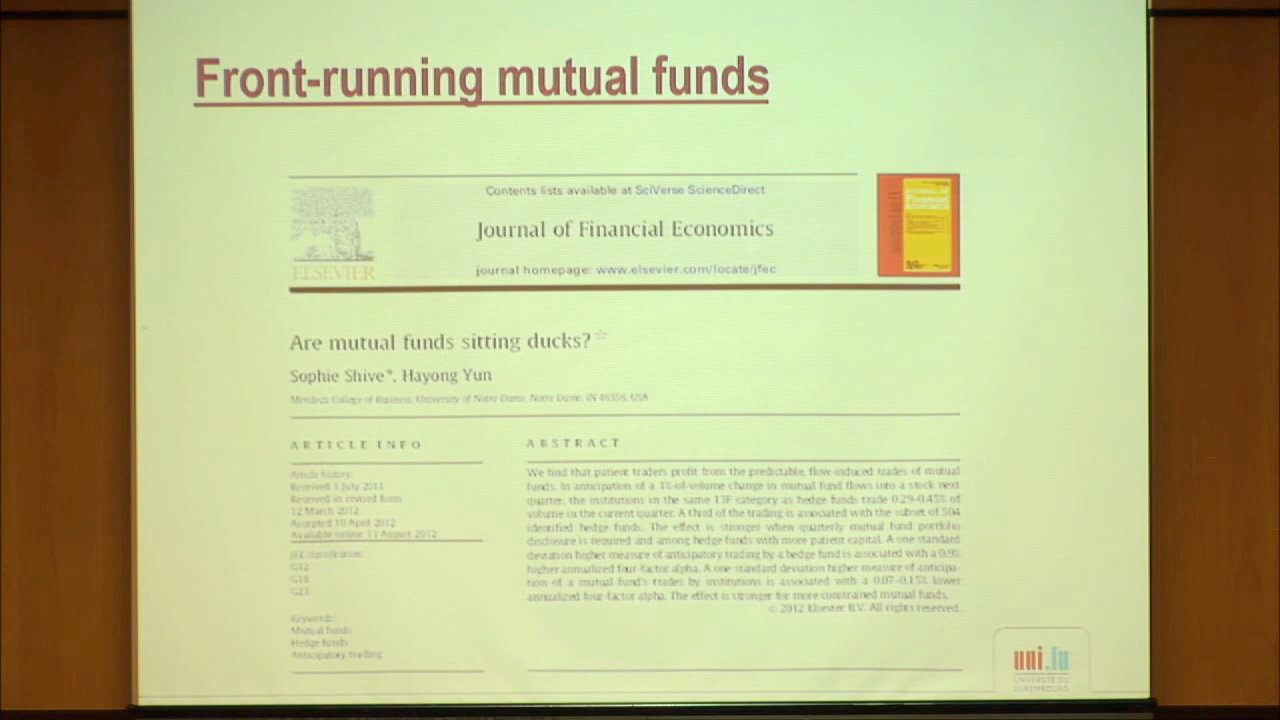 Front-running mutual funds
Contents lists available at SciVerse ScienceDirect
Journal of Financial Economics
journal homepage: www.elsevier.com/locate/jfec
ELSEVIER
Are mutual funds sitting ducks?☆
Sophie Shive*, Hayong Yun
Mendoza College of Business, University of Notre Dame, Notre Dame, IN 46556, USA
ARTICLE INFO
Article history:
Received 1 July 2011
Received in revised form
12 March 2012
Accepted 10 April 2012
Available online 13 August 2012
JEL classification:
G12
G18
G23
Keywords:
Mutual funds
Hedge funds
Anticipatory trading
ABSTRACT
We find that patient traders profit from the predictable, flow-induced trades of mutual
funds. In anticipation of a 1%-of-volume change in mutual fund flows into a stock next
quarter, the institutions in the same 13F category as hedge funds trade 0.29–0.45% of
volume in the current quarter. A third of the trading is associated with the subset of 504
identified hedge funds. The effect is stronger when quarterly mutual fund portfolio
disclosure is required and among hedge funds with more patient capital. A one standard
deviation higher measure of anticipatory trading by a hedge fund is associated with a 0.9%
higher annualized four-factor alpha. A one standard deviation higher measure of anticipa-
tion of a mutual fund's trades by institutions is associated with a 0.07–0.15% lower
annualized four-factor alpha. The effect is stronger for more constrained mutual funds.
© 2012 Elsevier B.V. All rights reserved.
uni.lu
UNIVERSITÉ DU
LUXEMBOURG